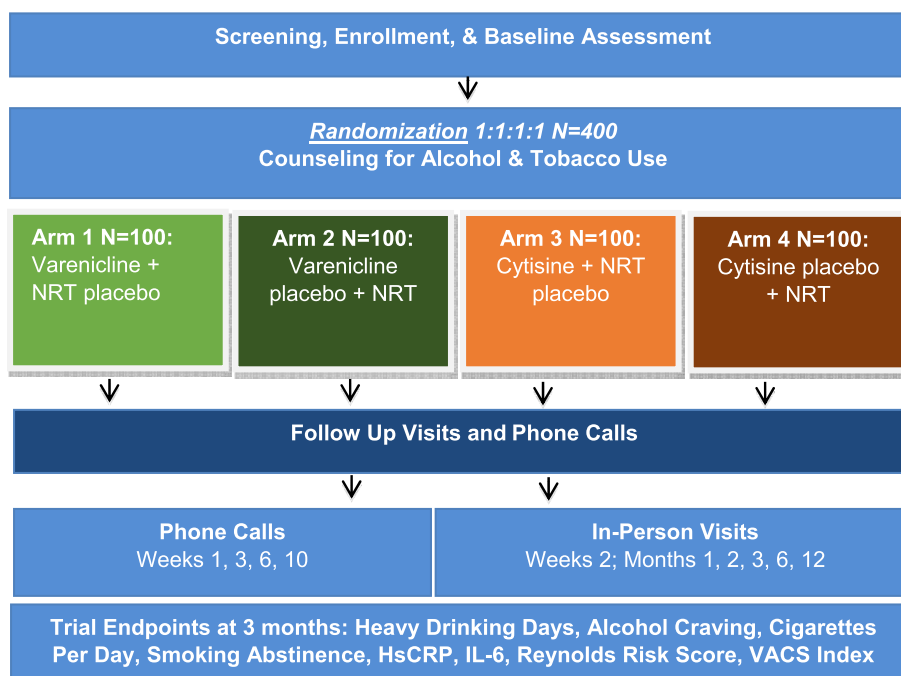 Screening, Enrollment, & Baseline Assessment
Randomization 1:1:1:1 N=400
Counseling for Alcohol & Tobacco Use
Arm 1 N=100:
Varenicline +
NRT placebo
Arm 2 N=100:
Varenicline
placebo + NRT
Arm 3 N=100:
Cytisine + NRT
placebo
Arm 4 N=100:
Cytisine placebo
+ NRT
Follow Up Visits and Phone Calls
Phone Calls
Weeks 1, 3, 6, 10
In-Person Visits
Weeks 2; Months 1, 2, 3, 6, 12
Trial Endpoints at 3 months: Heavy Drinking Days, Alcohol Craving, Cigarettes
Per Day, Smoking Abstinence, HsCRP, IL-6, Reynolds Risk Score, VACS Index